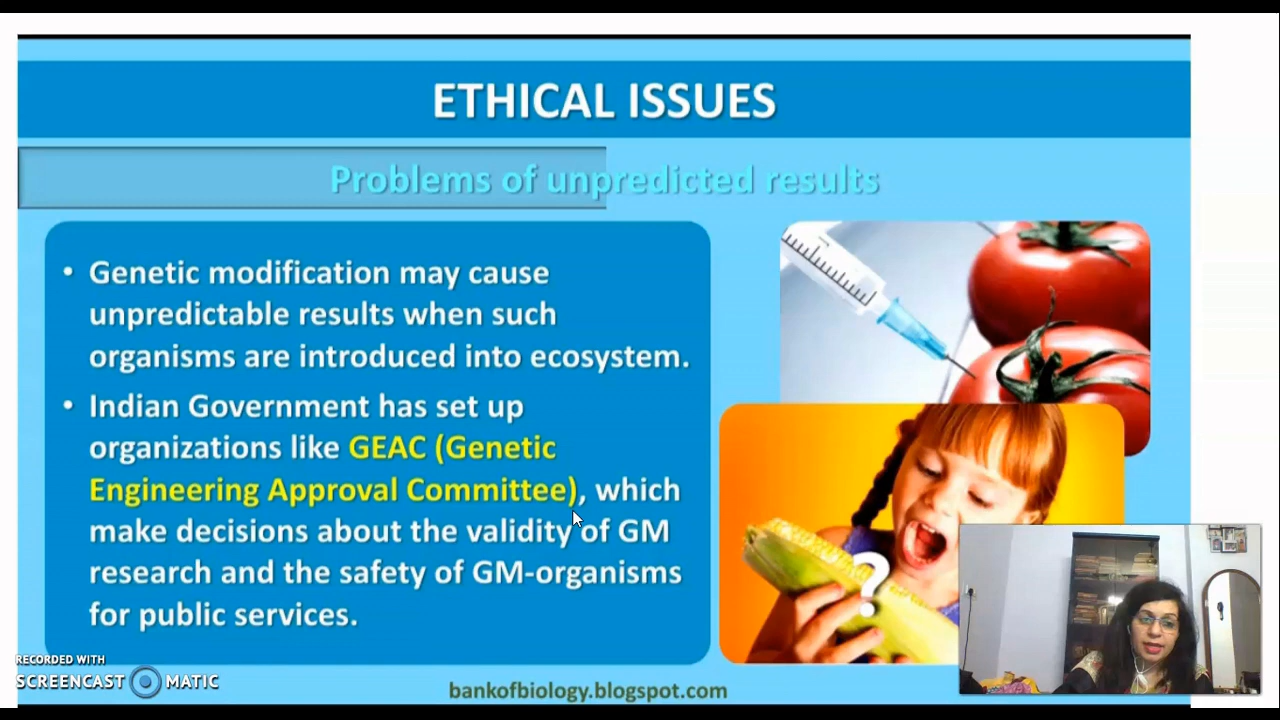 ETHICAL ISSUES
Problems of unpredicted results
• Genetic modification may cause
unpredictable results when such
organisms are introduced into ecosystem.
• Indian Government has set up
organizations like GEAC (Genetic
Engineering Approval Committee), which
make decisions about the validity of GM
research and the safety of GM-organisms
for public services.
?
RECORDED WITH
SCREENCAST MATIC
bankofbiology.blogspot.com